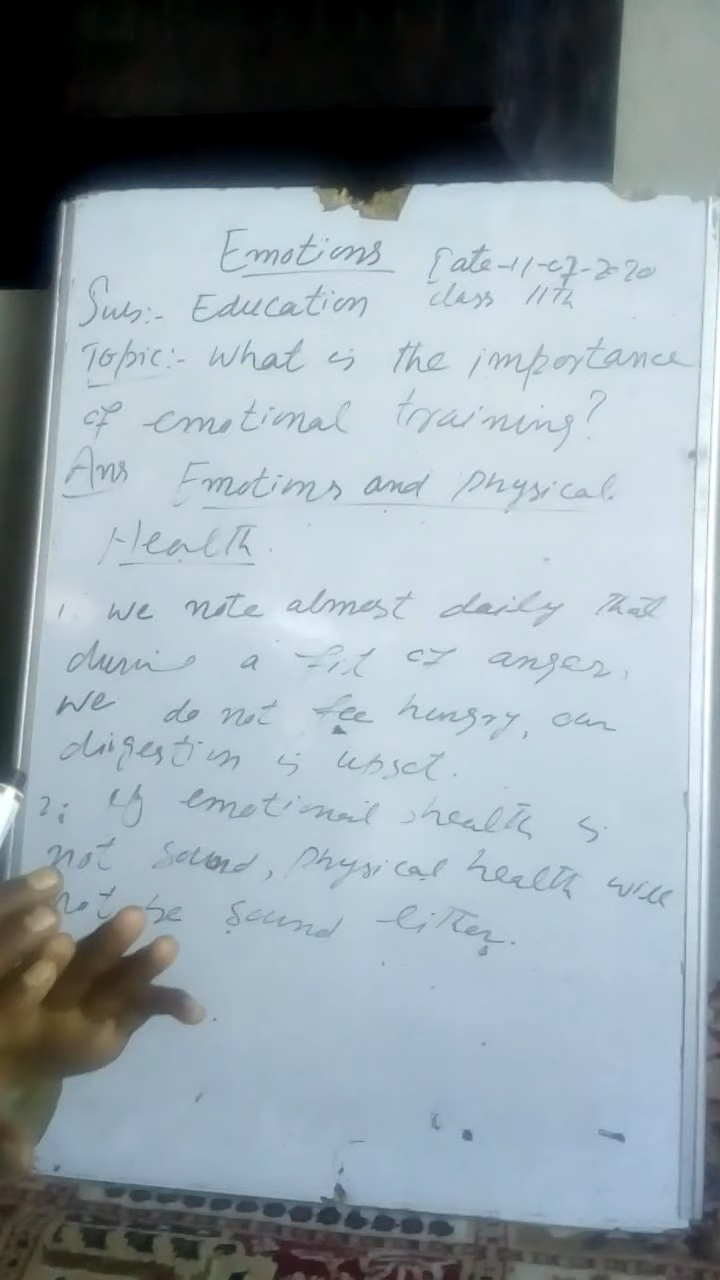 Emotions
Date-11-07-2020
Sub:- Education
class 11th
Topic:- What is the importance
of emotional training?
Ans Emotions and physical
Health.
1. We note almost daily that
during a fit of anger,
we do not fee hungry, our
digestion is upset.
2. If emotional health is
not sound, physical health will
not be sound either.